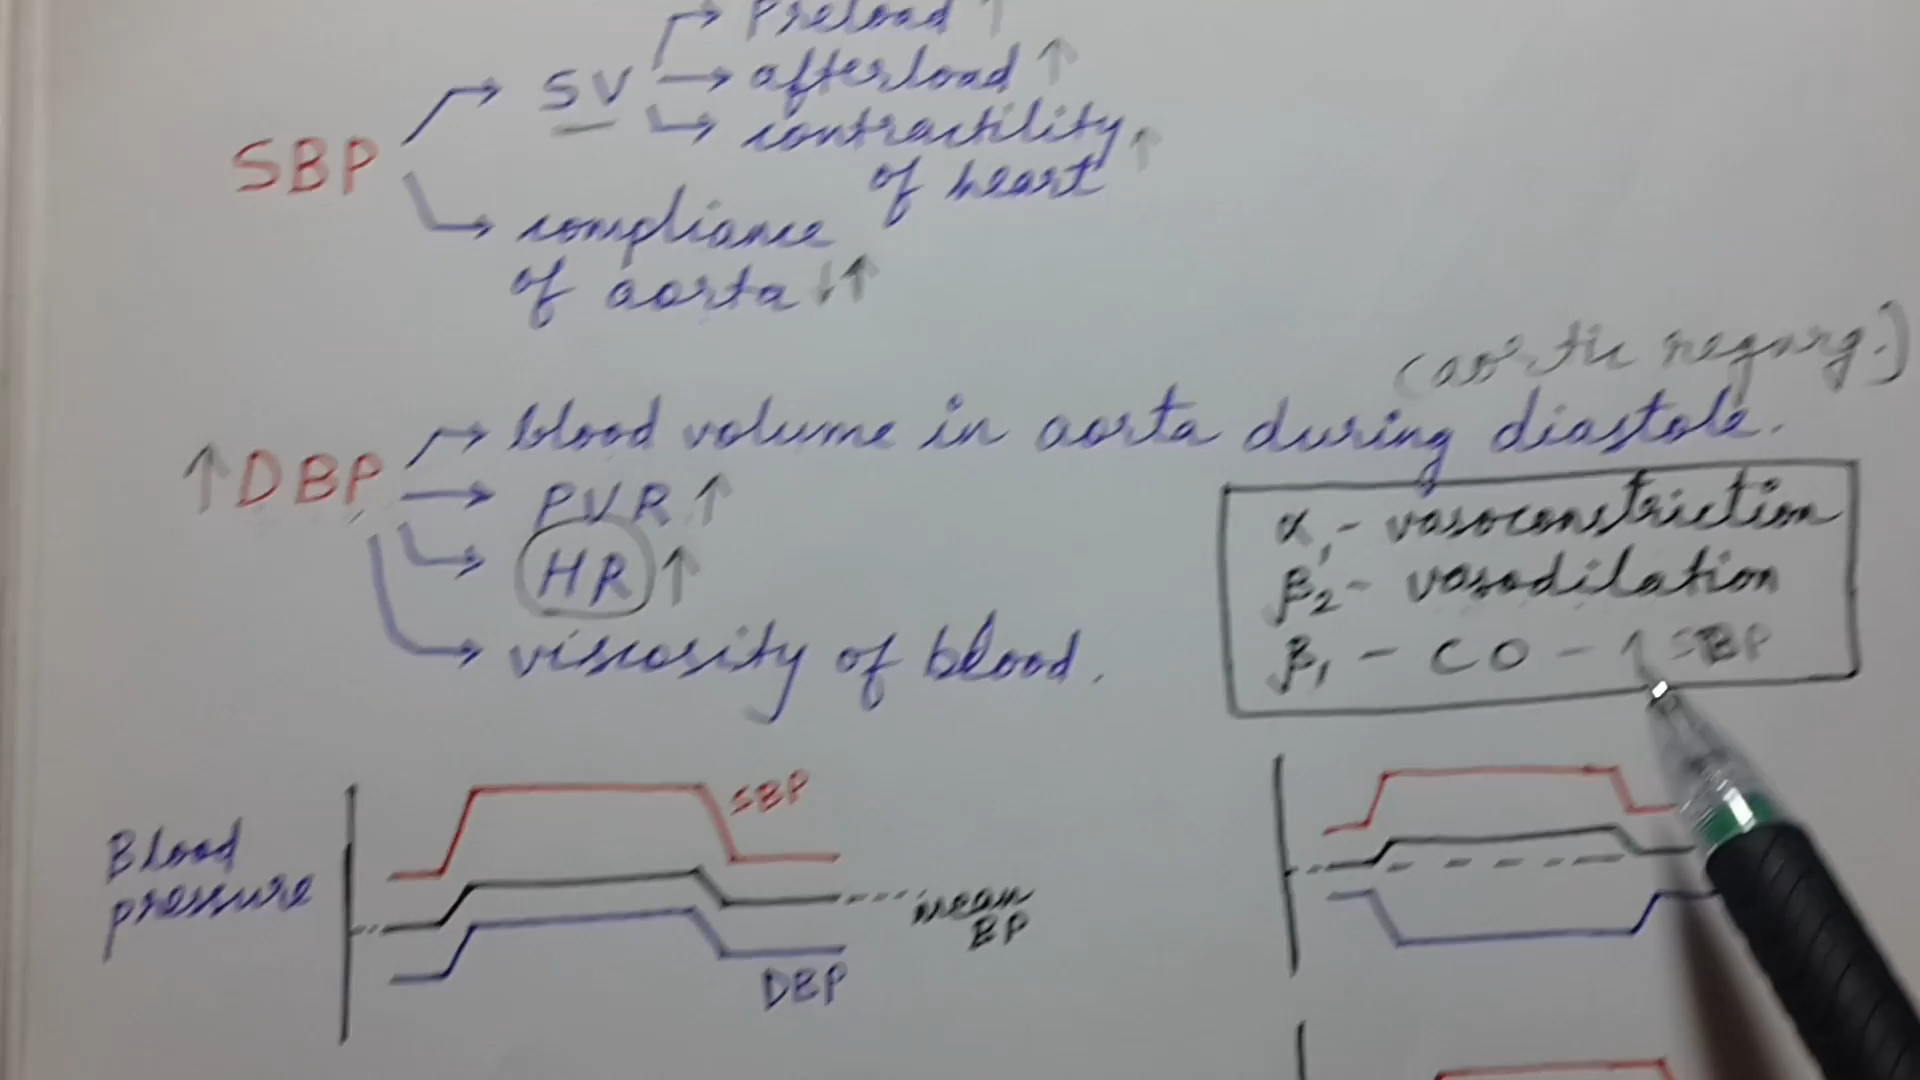 Preload ↑
SV → afterload ↑
contractility ↑
of heart
SBP
compliance
of aorta ↓↑
(aortic regurg.)
↑DBP → blood volume in aorta during diastole.
→ PVR ↑
HR ↑
viscosity of blood.
α1 - vasoconstriction
β2 - vasodilation
β1 - CO - ↑ SBP
Blood
pressure
SBP
mean
BP
DBP